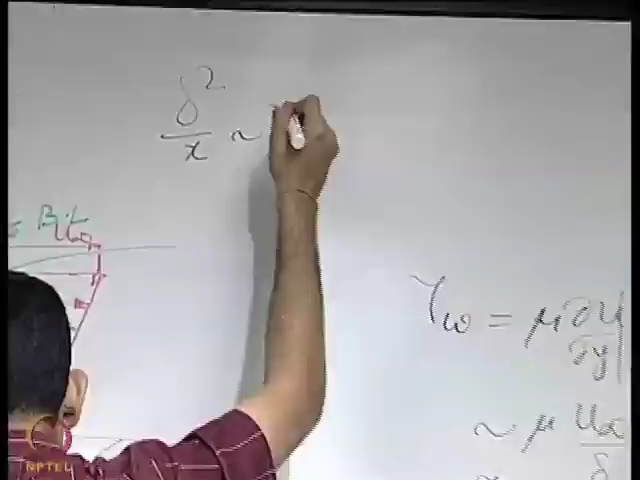 δ²/x ~
τw = μ ∂u/∂y|
~ μ u∞/δ
~
NPTEL